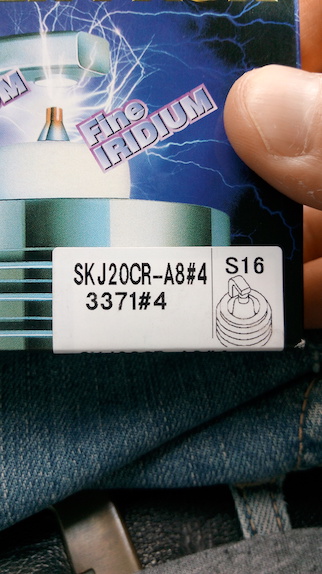 Fine
IRIDIUM
SKJ20CR-A8#4
3371#4
S16